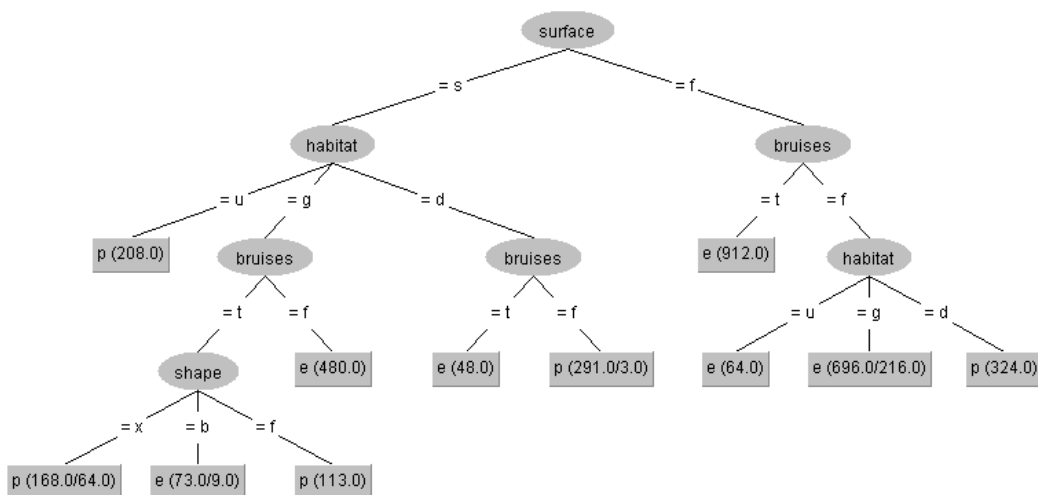 surface
= s = f
habitat bruises
= u = g = d = t = f
p (208.0) bruises bruises e (912.0) habitat
= t = f = t = f = u = g = d
shape e (480.0) e (48.0) p (291.0/3.0) e (64.0) e (696.0/216.0) p (324.0)
= x = b = f
p (168.0/64.0) e (73.0/9.0) p (113.0)